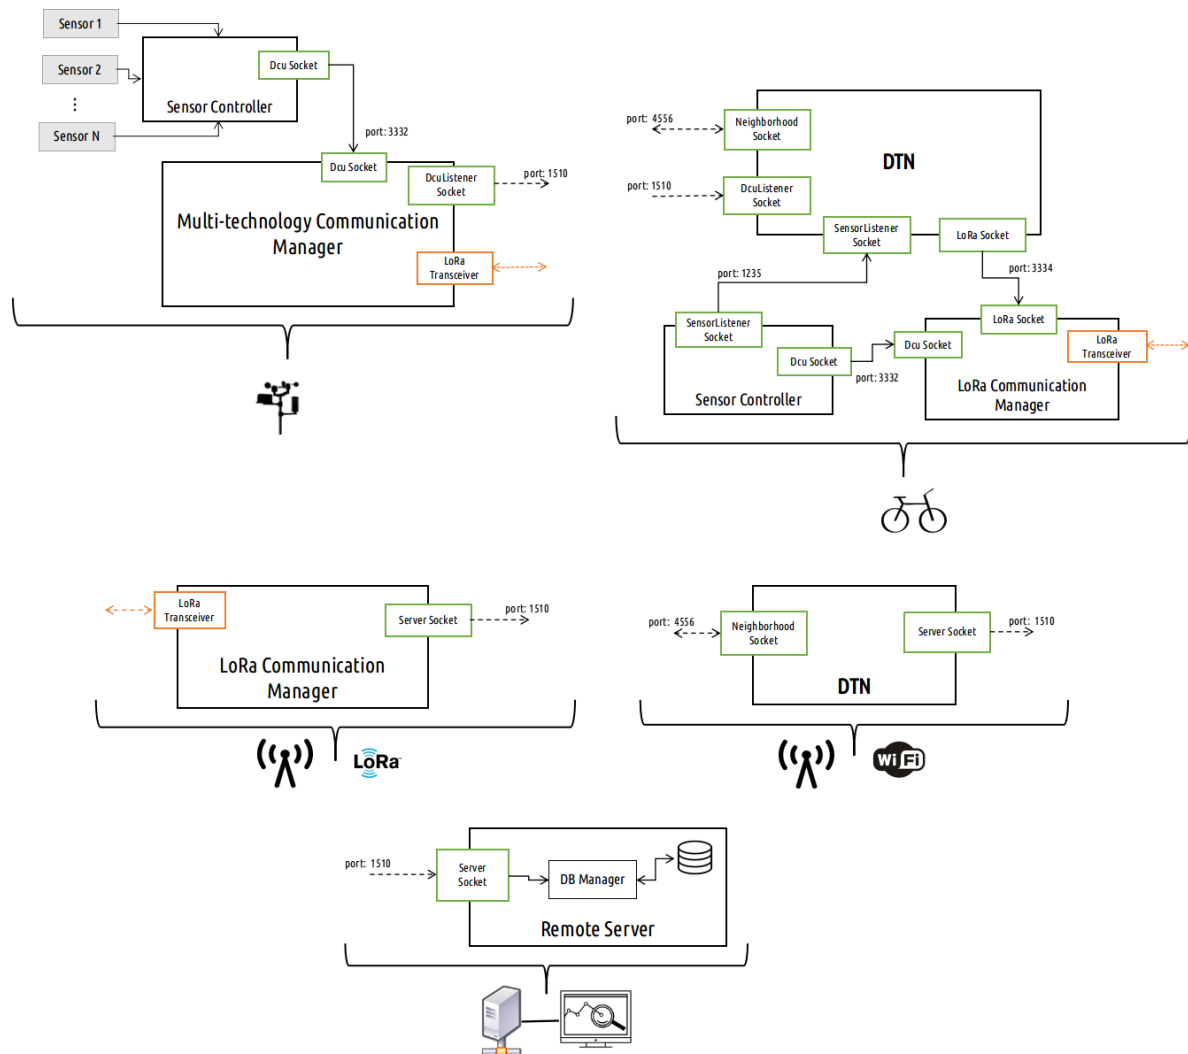 Sensor 1
Sensor 2
⋮
Sensor N
Dcu Socket
Sensor Controller
port: 3332
Dcu Socket
DcuListener
Socket
port: 1510
Multi-technology Communication
Manager
LoRa
Transceiver
port: 4556
Neighborhood
Socket
DTN
port: 1510
DcuListener
Socket
SensorListener
Socket
LoRa Socket
port: 1235
port: 3334
SensorListener
Socket
Dcu Socket
port: 3332
Sensor Controller
Dcu Socket
LoRa Socket
LoRa
Transceiver
LoRa Communication
Manager
LoRa
Transceiver
Server Socket
port: 1510
LoRa Communication
Manager
LoRa
port: 4556
Neighborhood
Socket
Server Socket
port: 1510
DTN
WiFi
port: 1510
Server
Socket
DB Manager
Remote Server